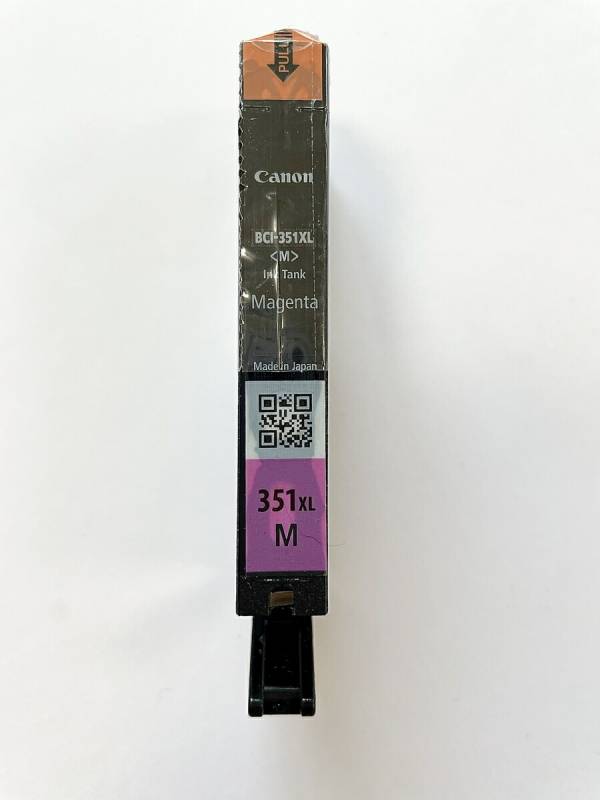 PULL
Canon
BCI-351XL
<M>
Ink Tank
Magenta
Made in Japan
351XL
M